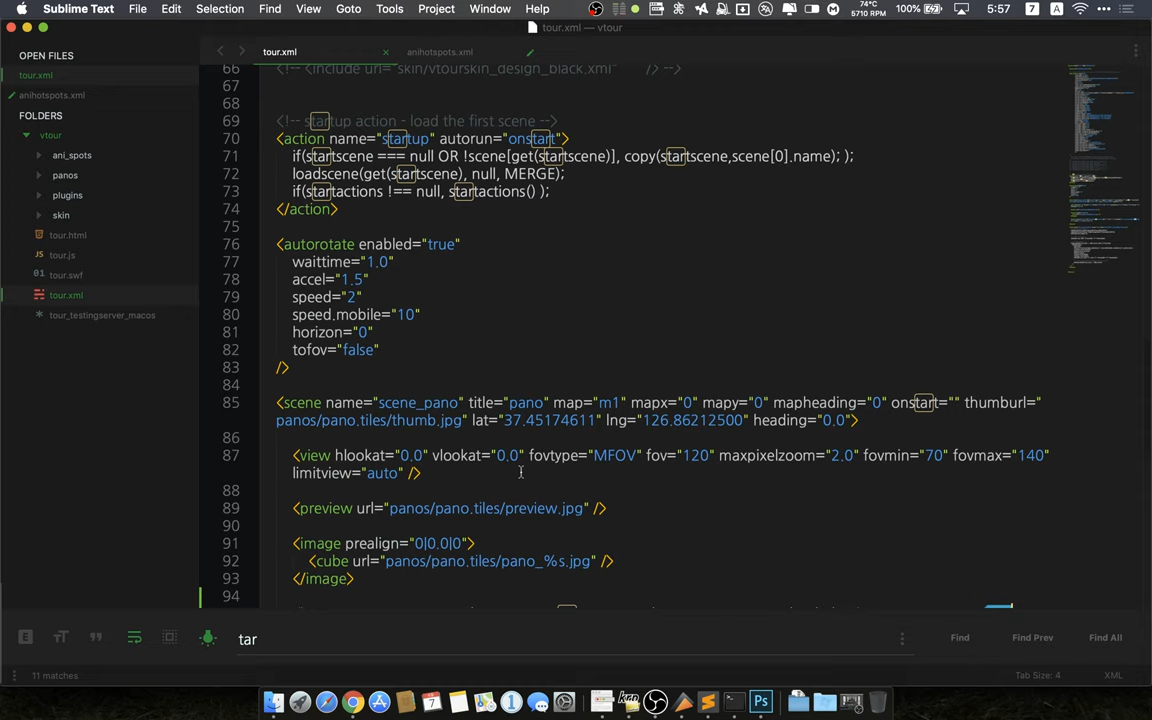 Sublime Text File Edit Selection Find View Goto Tools Project Window Help
74°C
5710 RPM
100%
5:57
7
A
tour.xml — vtour
OPEN FILES
tour.xml
anihotspots.xml
FOLDERS
vtour
ani_spots
panos
plugins
skin
tour.html
tour.js
tour.swf
tour.xml
tour_testingserver_macos
tour.xml
anihotspots.xml
66 <!-- <include url="skin/vtourskin_design_black.xml" /> -->
67
68
69 <!-- startup action - load the first scene -->
70 <action name="startup" autorun="onstart">
71 if(startscene === null OR !scene[get(startscene)], copy(startscene,scene[0].name); );
72 loadscene(get(startscene), null, MERGE);
73 if(startactions !== null, startactions() );
74 </action>
75
76 <autorotate enabled="true"
77 waittime="1.0"
78 accel="1.5"
79 speed="2"
80 speed.mobile="10"
81 horizon="0"
82 tofov="false"
83 />
84
85 <scene name="scene_pano" title="pano" map="m1" mapx="0" mapy="0" mapheading="0" onstart="" thumburl="
panos/pano.tiles/thumb.jpg" lat="37.45174611" lng="126.86212500" heading="0.0">
86
87 <view hlookat="0.0" vlookat="0.0" fovtype="MFOV" fov="120" maxpixelzoom="2.0" fovmin="70" fovmax="140"
limitview="auto" />
88
89 <preview url="panos/pano.tiles/preview.jpg" />
90
91 <image prealign="0|0.0|0">
92 <cube url="panos/pano.tiles/pano_%s.jpg" />
93 </image>
94
tar
Find
Find Prev
Find All
11 matches
Tab Size: 4
XML